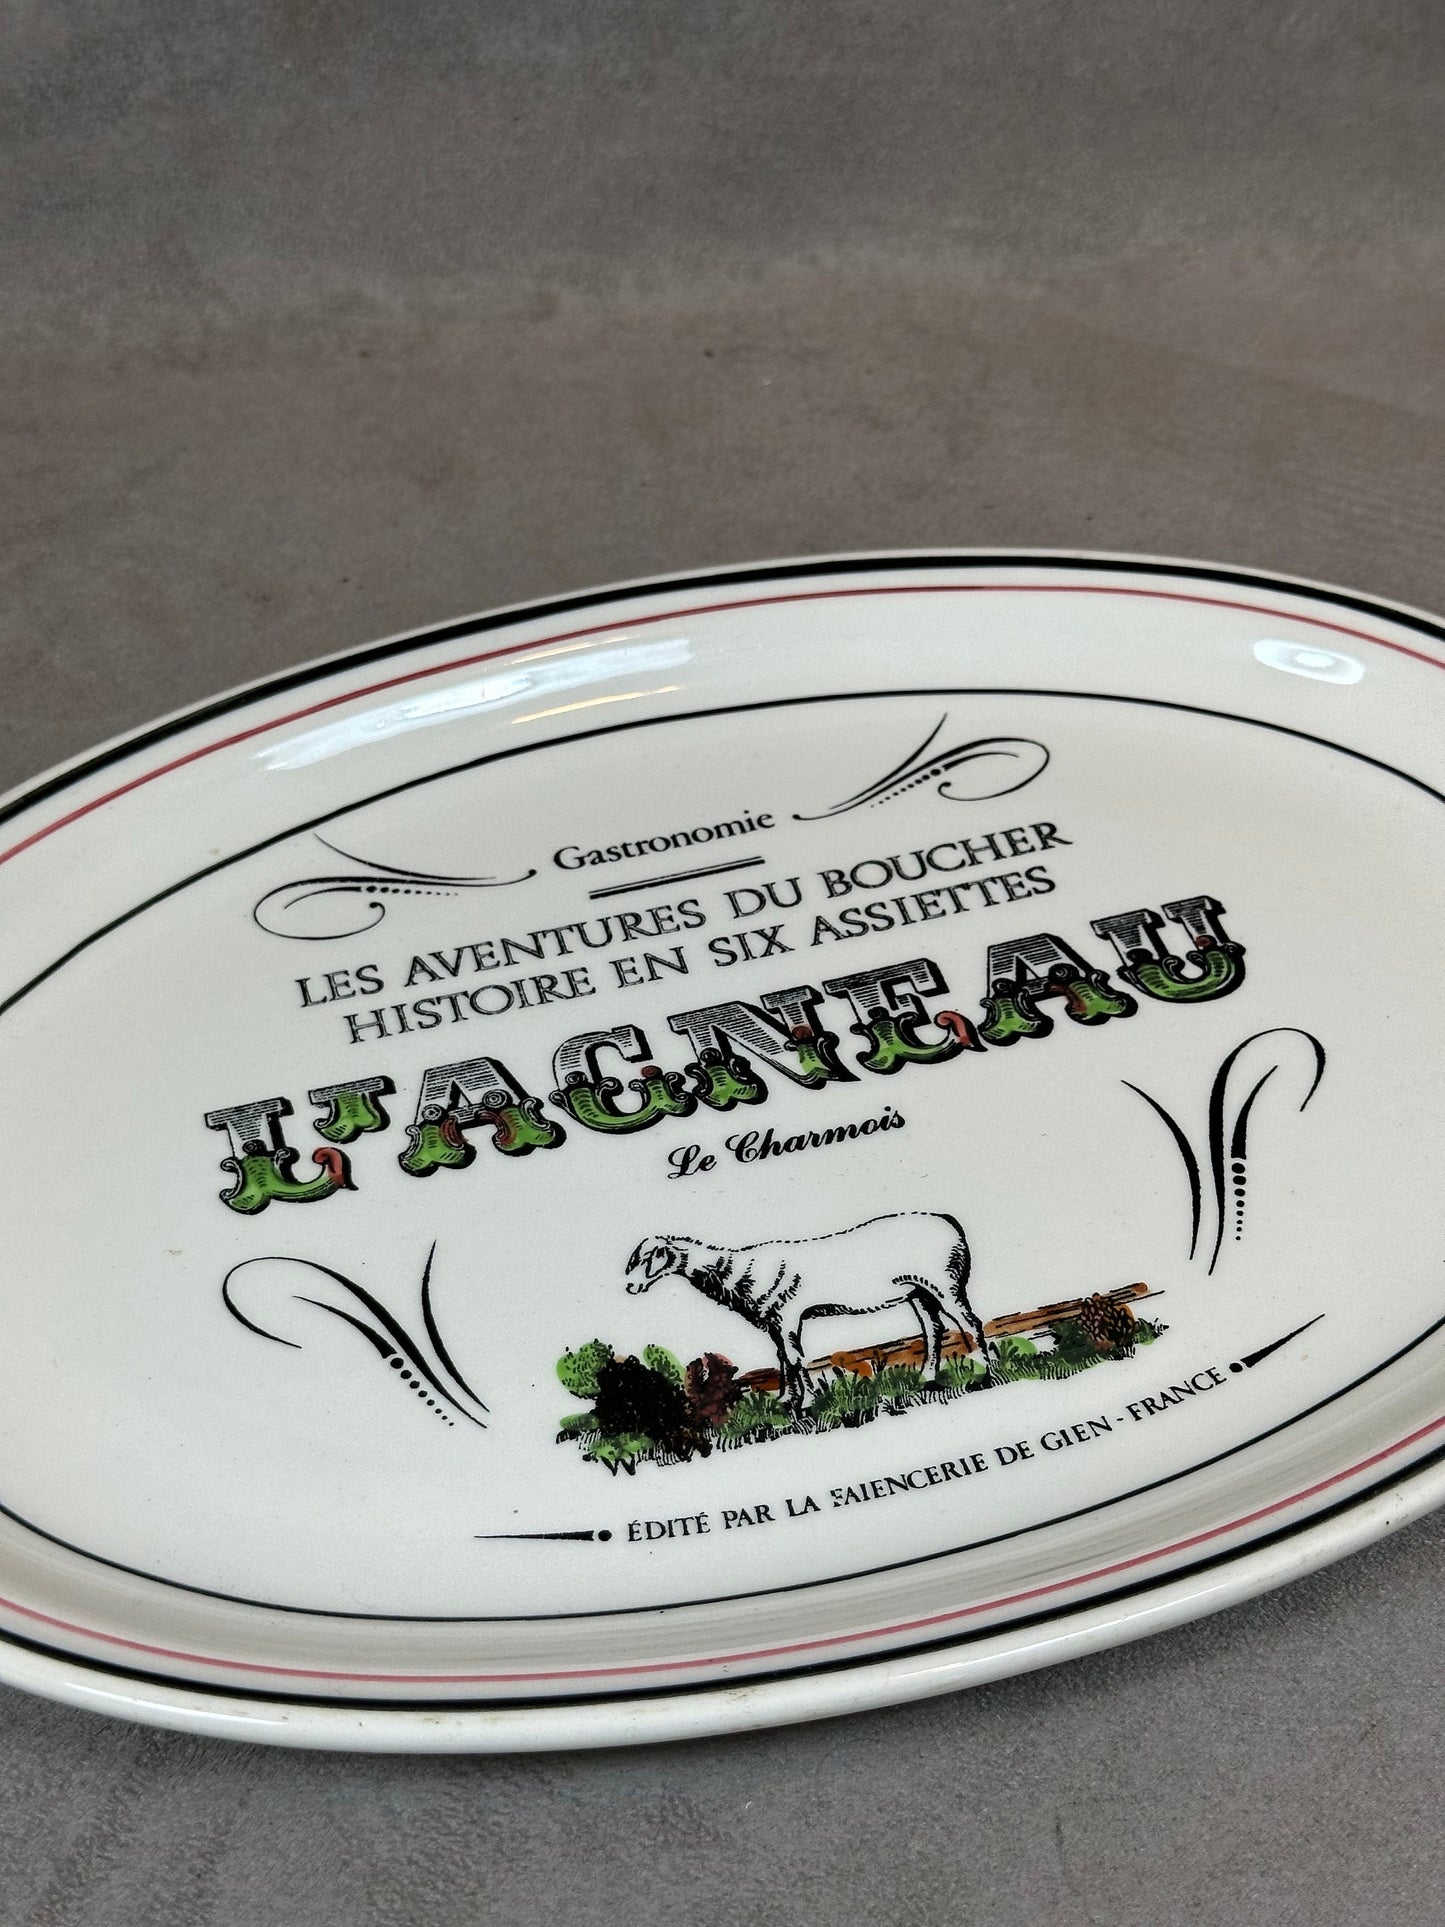 Gastronomie
LES AVENTURES DU BOUCHER
HISTOIRE EN SIX ASSIETTES
L'AGNEAU
Le Charmois
ÉDITÉ PAR LA FAIENCERIE DE GIEN - FRANCE